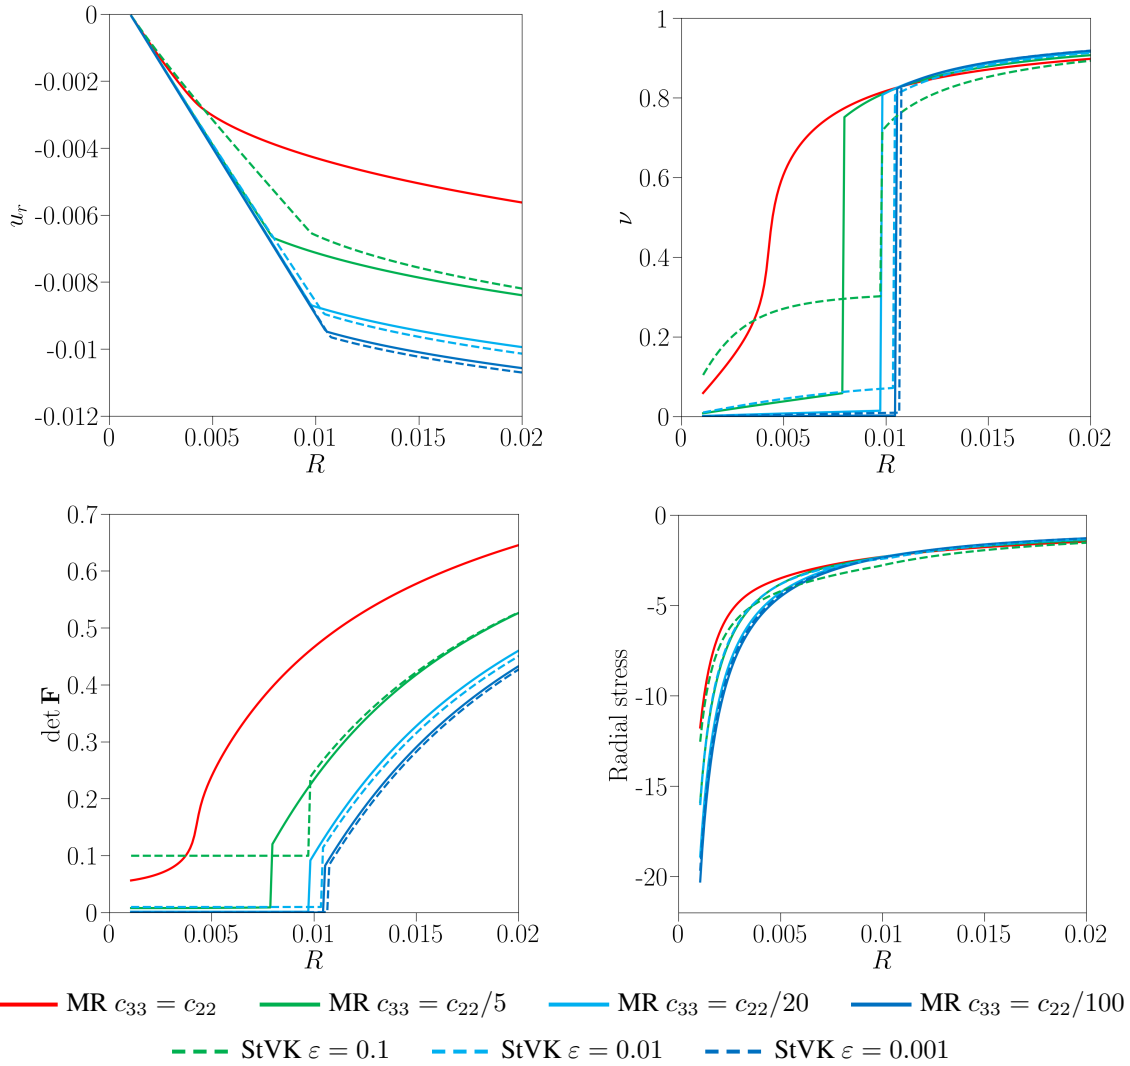 0
-0.002
-0.004
-0.006
-0.008
-0.01
-0.012
u_r
0 0.005 0.01 0.015 0.02
R
1
0.8
0.6
0.4
0.2
0
ν
0 0.005 0.01 0.015 0.02
R
0.7
0.6
0.5
0.4
0.3
0.2
0.1
0
det F
0 0.005 0.01 0.015 0.02
R
0
-5
-10
-15
-20
Radial stress
0 0.005 0.01 0.015 0.02
R
MR c_33 = c_22 MR c_33 = c_22/5 MR c_33 = c_22/20 MR c_33 = c_22/100
StVK ε = 0.1 StVK ε = 0.01 StVK ε = 0.001